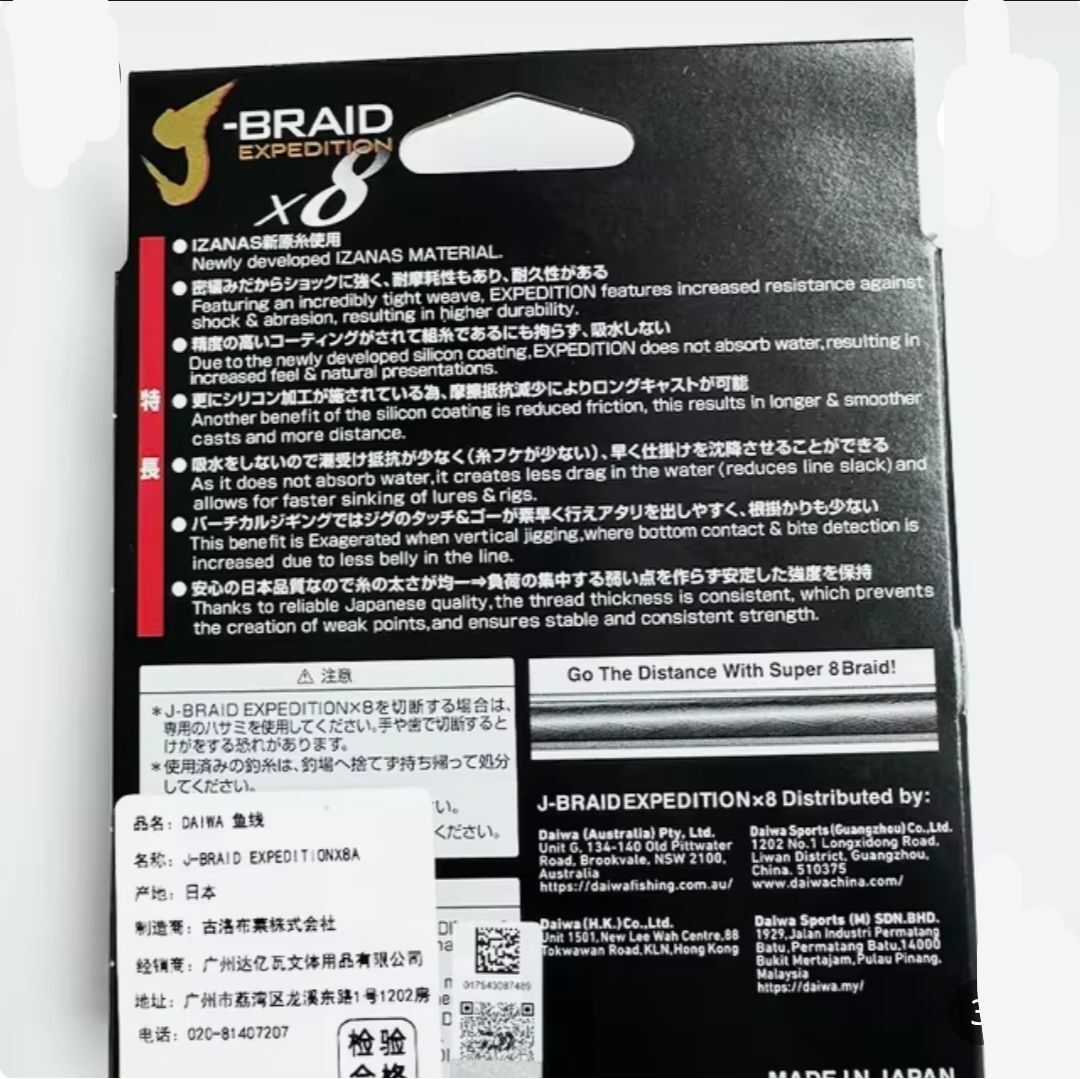 J-BRAID
EXPEDITION
x8
特長
●IZANAS新原糸使用
Newly developed IZANAS MATERIAL.
●密編みだからショックに強く、耐摩耗性もあり、耐久性がある
Featuring an incredibly tight weave, EXPEDITION features increased resistance against
shock & abrasion, resulting in higher durability.
●精度の高いコーティングがされて組糸であるにも拘らず、吸水しない
Due to the newly developed silicon coating,EXPEDITION does not absorb water,resulting in
increased feel & natural presentations.
●更にシリコン加工が施されている為、摩擦抵抗減少によりロングキャストが可能
Another benefit of the silicon coating is reduced friction, this results in longer & smoother
casts and more distance.
●吸水をしないので潮受け抵抗が少なく(糸フケが少ない)、早く仕掛けを沈降させることができる
As it does not absorb water,it creates less drag in the water (reduces line slack) and
allows for faster sinking of lures & rigs.
●バーチカルジギングではジグのタッチ&ゴーが素早く行えアタリを出しやすく、根掛かりも少ない
This benefit is Exagerated when vertical jigging,where bottom contact & bite detection is
increased due to less belly in the line.
●安心の日本品質なので糸の太さが均一⇒負荷の集中する弱い点を作らず安定した強度を保持
Thanks to reliable Japanese quality,the thread thickness is consistent, which prevents
the creation of weak points,and ensures stable and consistent strength.
⚠ 注意
*J-BRAID EXPEDITION×8を切断する場合は、
専用のハサミを使用してください。手や歯で切断すると
けがをする恐れがあります。
*使用済みの釣糸は、釣場へ捨てず持ち帰って処分
してください。
い。
ください。
Go The Distance With Super 8Braid!
J-BRAID EXPEDITION×8 Distributed by:
Daiwa (Australia) Pty, Ltd.
Unit G, 134-140 Old Pittwater
Road, Brookvale, NSW 2100,
Australia
https://daiwafishing.com.au/
Daiwa Sports(Guangzhou)Co.,Ltd.
1202 No.1 Longxidong Road,
Liwan District, Guangzhou,
China. 510375
www.daiwachina.com/
Daiwa (H.K.)Co.,Ltd.
Unit 1501,New Lee Wah Centre,88
Tokwawan Road,KLN,Hong Kong
Daiwa Sports (M) SDN.BHD.
1929,Jalan Industri Permatang
Batu,Permatang Batu,14000
Bukit Mertajam,Pulau Pinang,
Malaysia
https://daiwa.my/
MADE IN JAPAN
品名: DAIWA 鱼线
名称: J-BRAID EXPEDITIONX8A
产地: 日本
制造商: 古洛布莱株式会社
经销商: 广州达亿瓦文体用品有限公司
地址: 广州市荔湾区龙溪东路1号1202房
电话: 020-81407207
检验
合格
017543087489